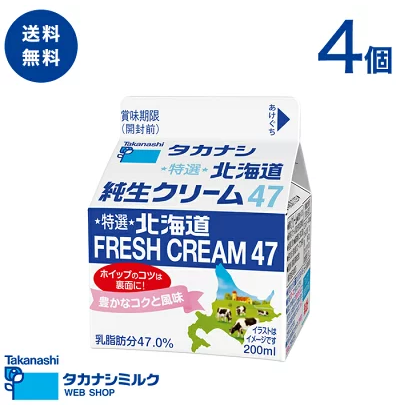 送料
無料
4個
賞味期限
(開封前)
あけぐち
Takanashi
タカナシ
特選 北海道
純生クリーム47
特選 北海道
FRESH CREAM 47
ホイップのコツは
裏面に!
豊かなコクと風味
乳脂肪分47.0%
イラストは
イメージです
200ml
Takanashi
タカナシミルク
WEB SHOP